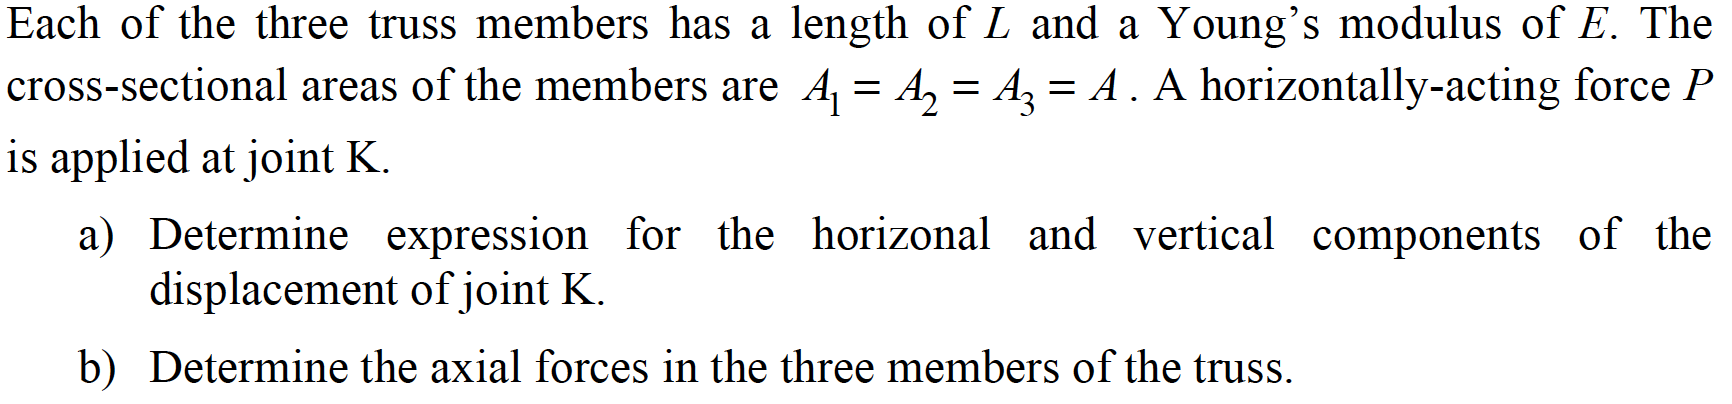 Each of the three truss members has a length of L and a Young’s modulus of E. The
cross-sectional areas of the members are A₁ = A₂ = A₃ = A . A horizontally-acting force P
is applied at joint K.
a) Determine expression for the horizonal and vertical components of the
displacement of joint K.
b) Determine the axial forces in the three members of the truss.